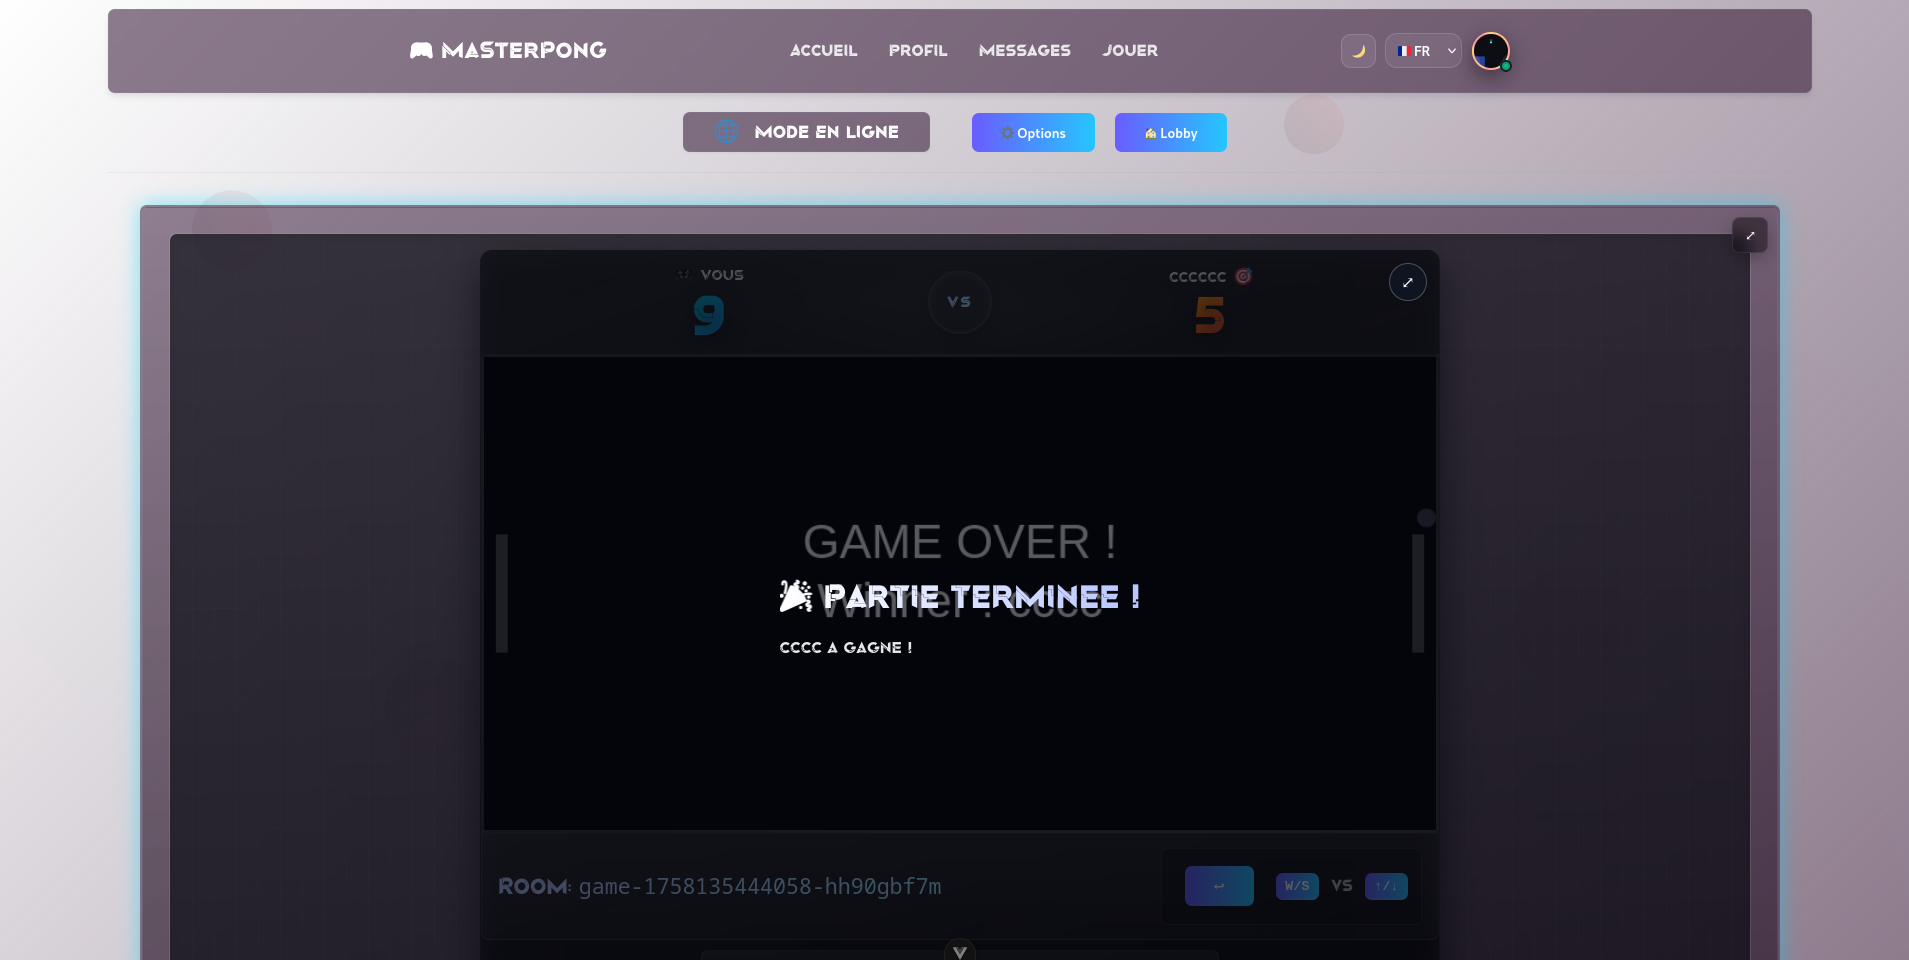 MASTERPONG
ACCUEIL PROFIL MESSAGES JOUER
FR
MODE EN LIGNE
Options
Lobby
VOUS
9
VS
CCCCCC
5
GAME OVER !
Winner : cccc
PARTIE TERMINEE !
CCCC A GAGNE !
ROOM: game-1758135444058-hh90gbf7m
↩
W/S VS ↑/↓